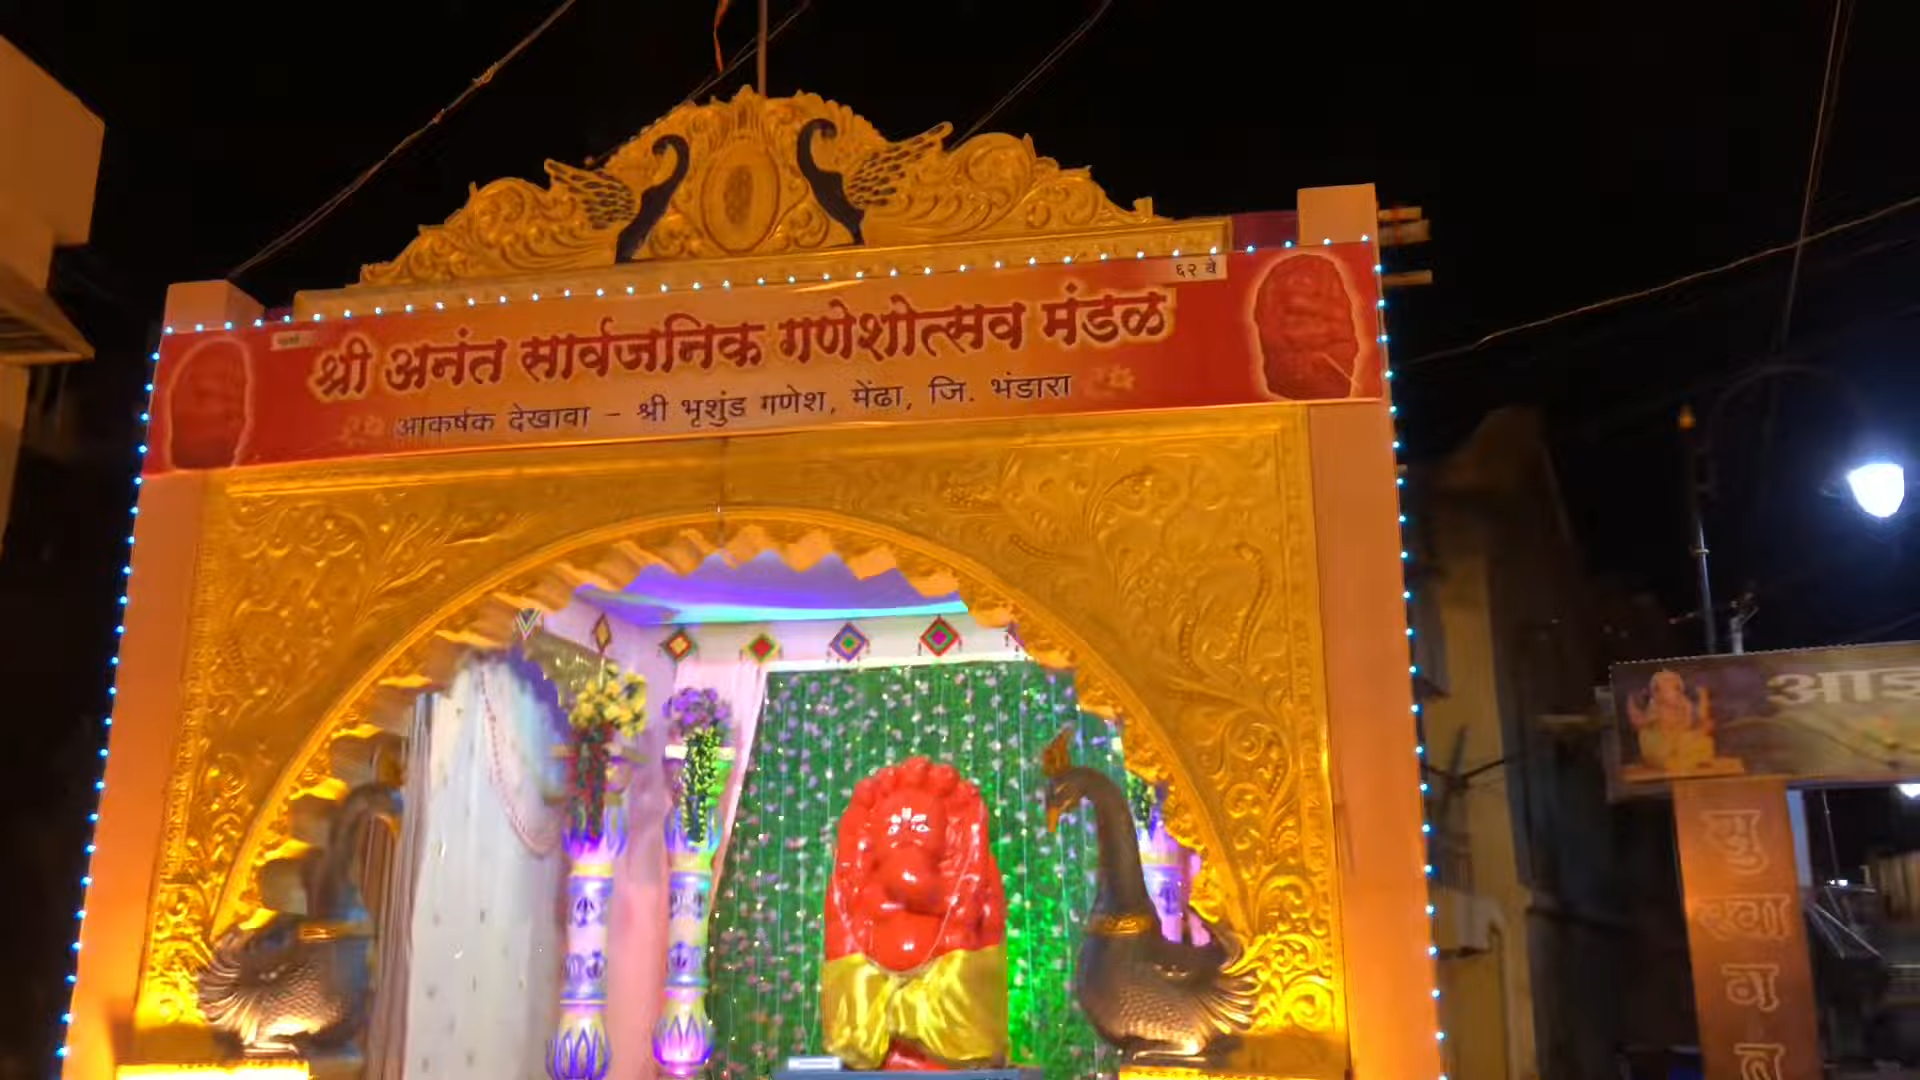 ६२ वे
श्री अनंत सार्वजनिक गणेशोत्सव मंडळ
आकर्षक देखावा - श्री भृशुंड गणेश, मेंढा, जि. भंडारा
सु
स्वा
ग